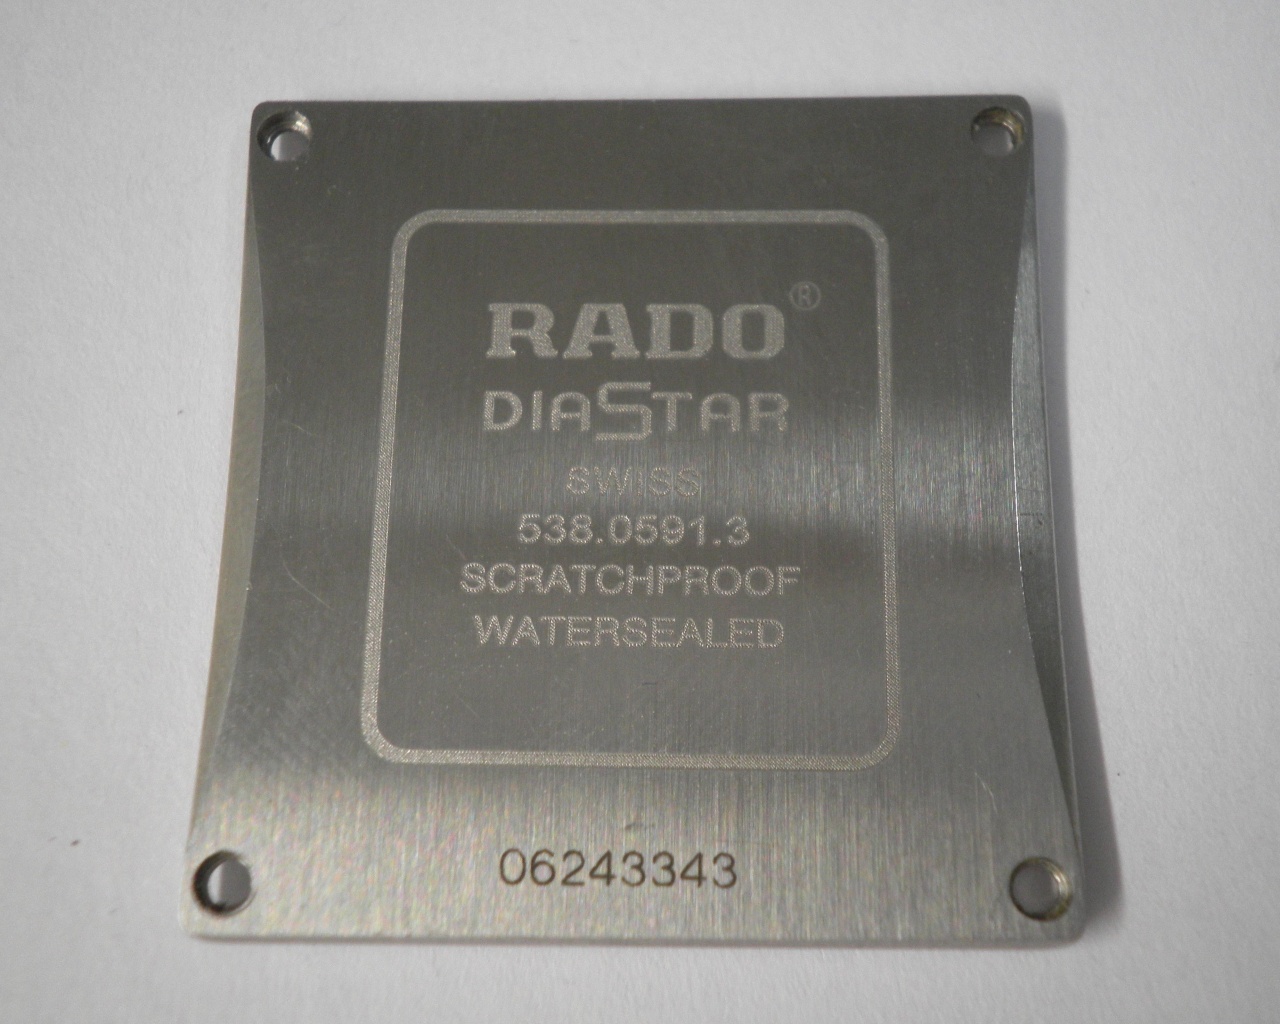 RADO®
DIASTAR
SWISS
538.0591.3
SCRATCHPROOF
WATERSEALED
06243343